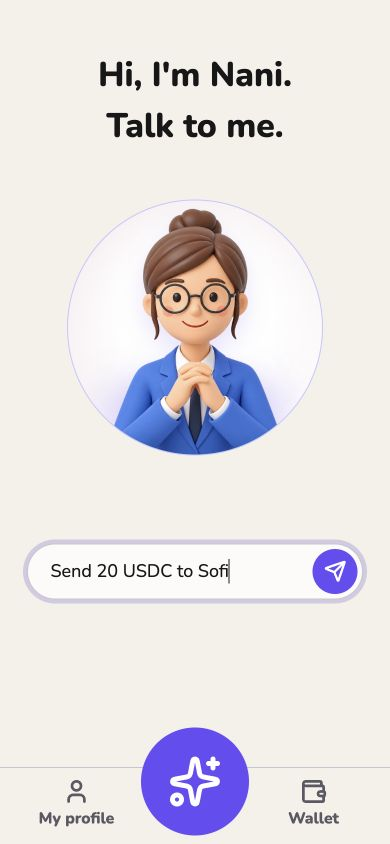 Hi, I'm Nani.
Talk to me.
Send 20 USDC to Sofi
My profile
Wallet